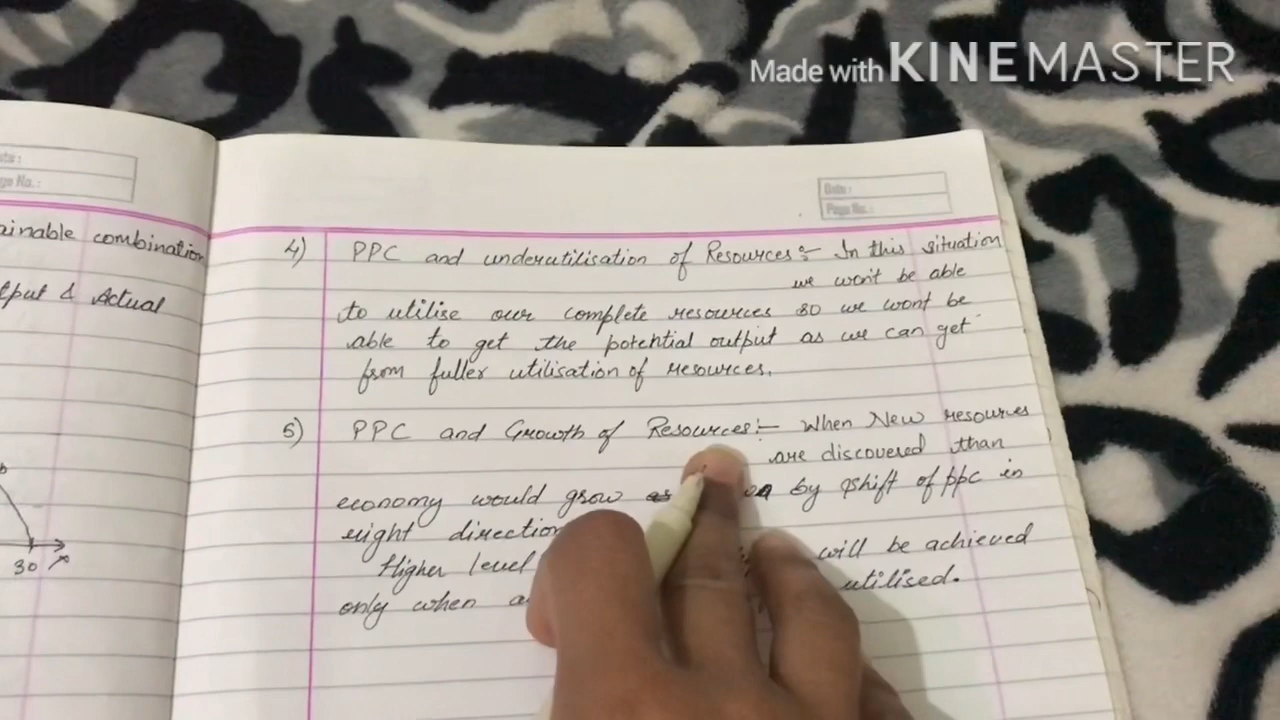 Made with KINEMASTER
Page No.:
ainable combination
tput & Actual
30 X
Date:
Page No.:
4) PPC and underutilisation of Resources:- In this situation
we won't be able
to utilise our complete resources so we wont be
able to get the potential output as we can get
from fuller utilisation of resources.
5) PPC and Growth of Resources:- When New resources
are discovered than
economy would grow by shift of ppc in
right direction
Higher level will be achieved
only when utilised.